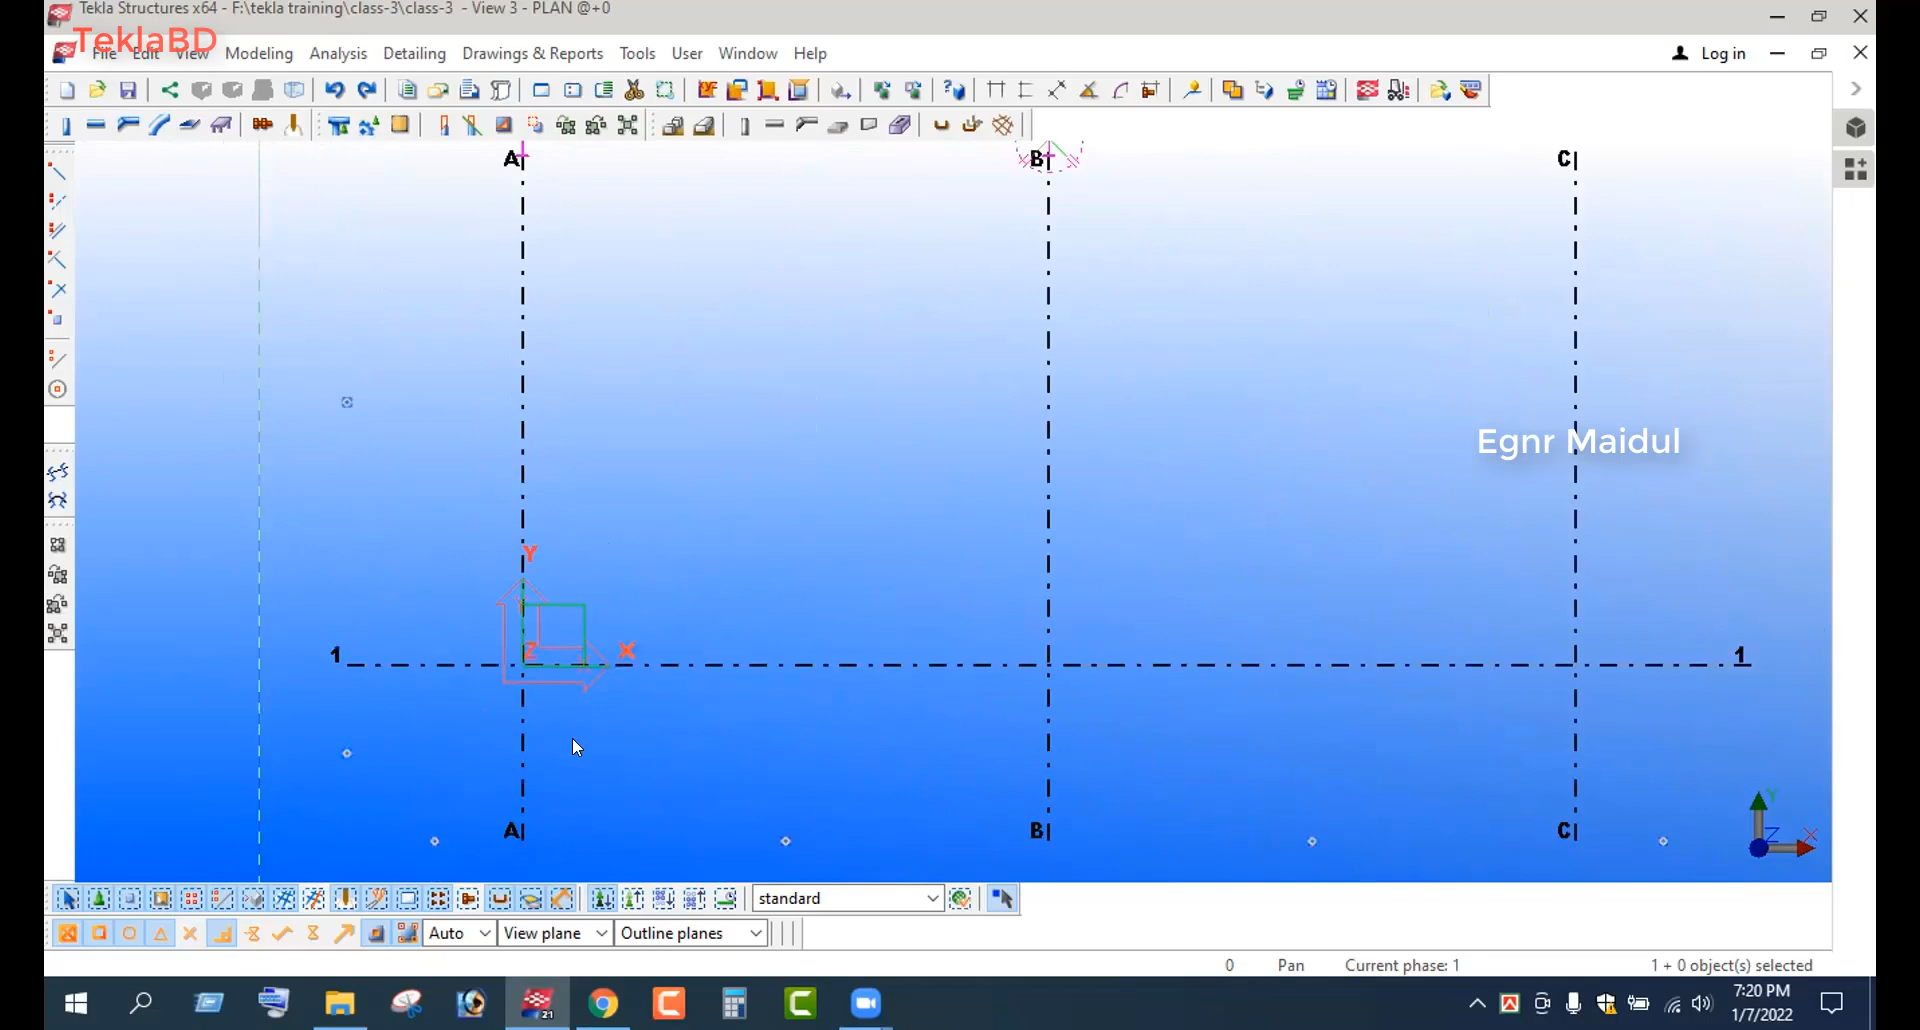 Tekla Structures x64 - F:\tekla training\class-3\class-3 - View 3 - PLAN @+0
TeklaBD
File Edit View Modeling Analysis Detailing Drawings & Reports Tools User Window Help
Log in
A B C
Egnr Maidul
Y
1 Z X 1
A B C
Y
Z X
standard
Auto View plane Outline planes
0 Pan Current phase: 1 1 + 0 object(s) selected
21
7:20 PM
1/7/2022